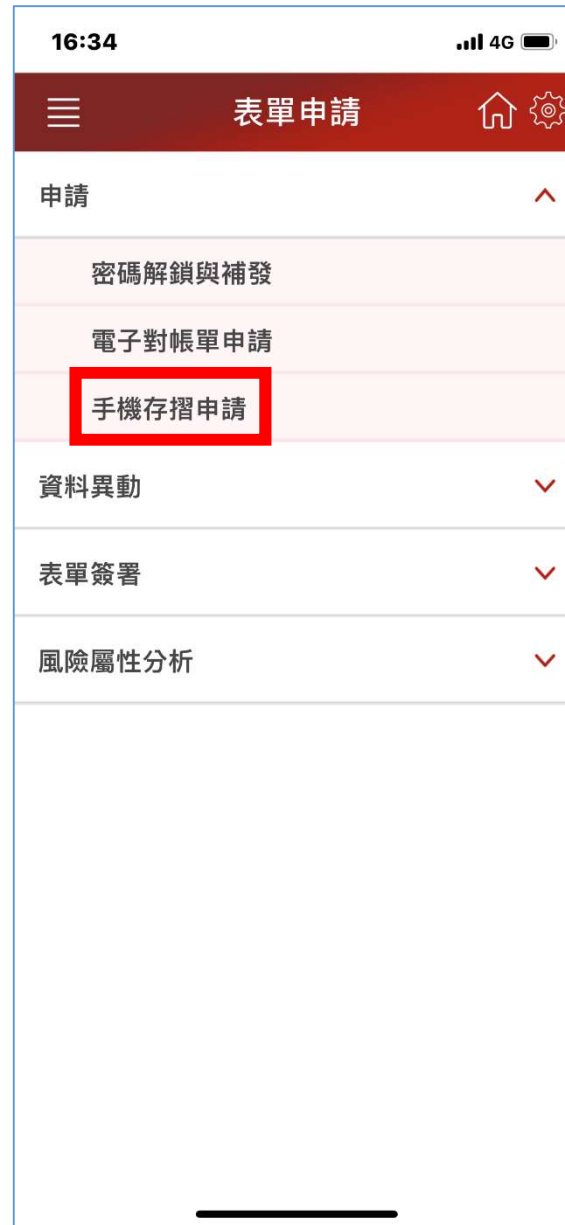 16:34
4G
表單申請
申請
密碼解鎖與補發
電子對帳單申請
手機存摺申請
資料異動
表單簽署
風險屬性分析